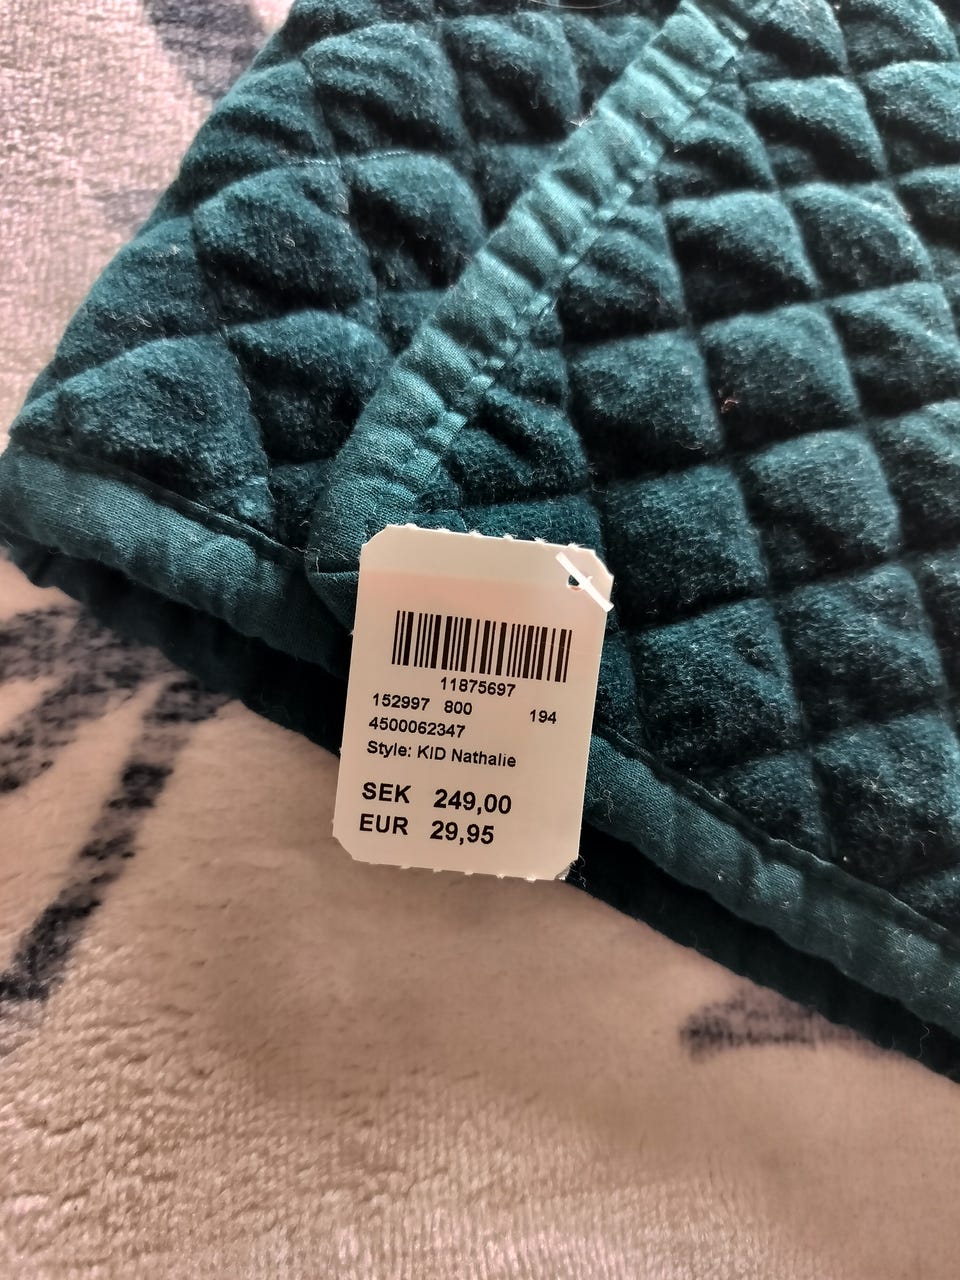 11875697
152997 800 194
4500062347
Style: KID Nathalie
SEK 249,00
EUR 29,95